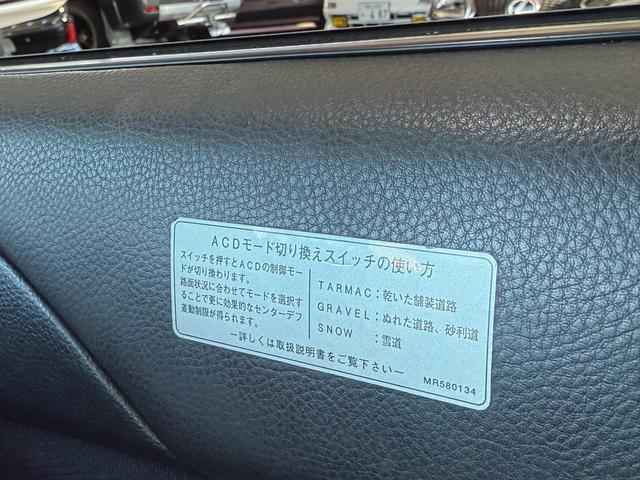 ACDモード切り換えスイッチの使い方
スイッチを押すとACDの制御モー
ドが切り換わります。
路面状況に合わせてモードを選択す
ることで更に効果的なセンターデフ
差動制限が得られます。
TARMAC：乾いた舗装道路
GRAVEL：ぬれた道路、砂利道
SNOW　：雪道
ー詳しくは取扱説明書をご覧下さいー
MR580134